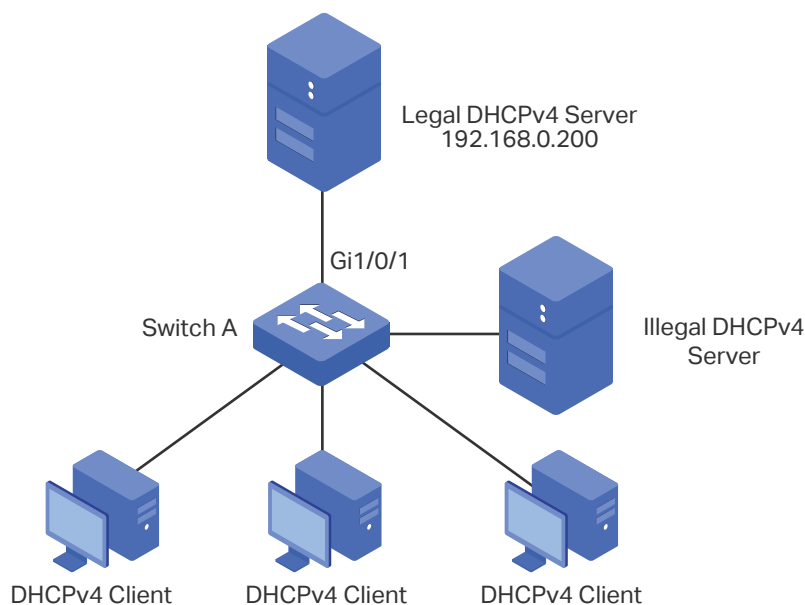 Legal DHCPv4 Server
192.168.0.200
Gi1/0/1
Switch A
Illegal DHCPv4
Server
DHCPv4 Client
DHCPv4 Client
DHCPv4 Client